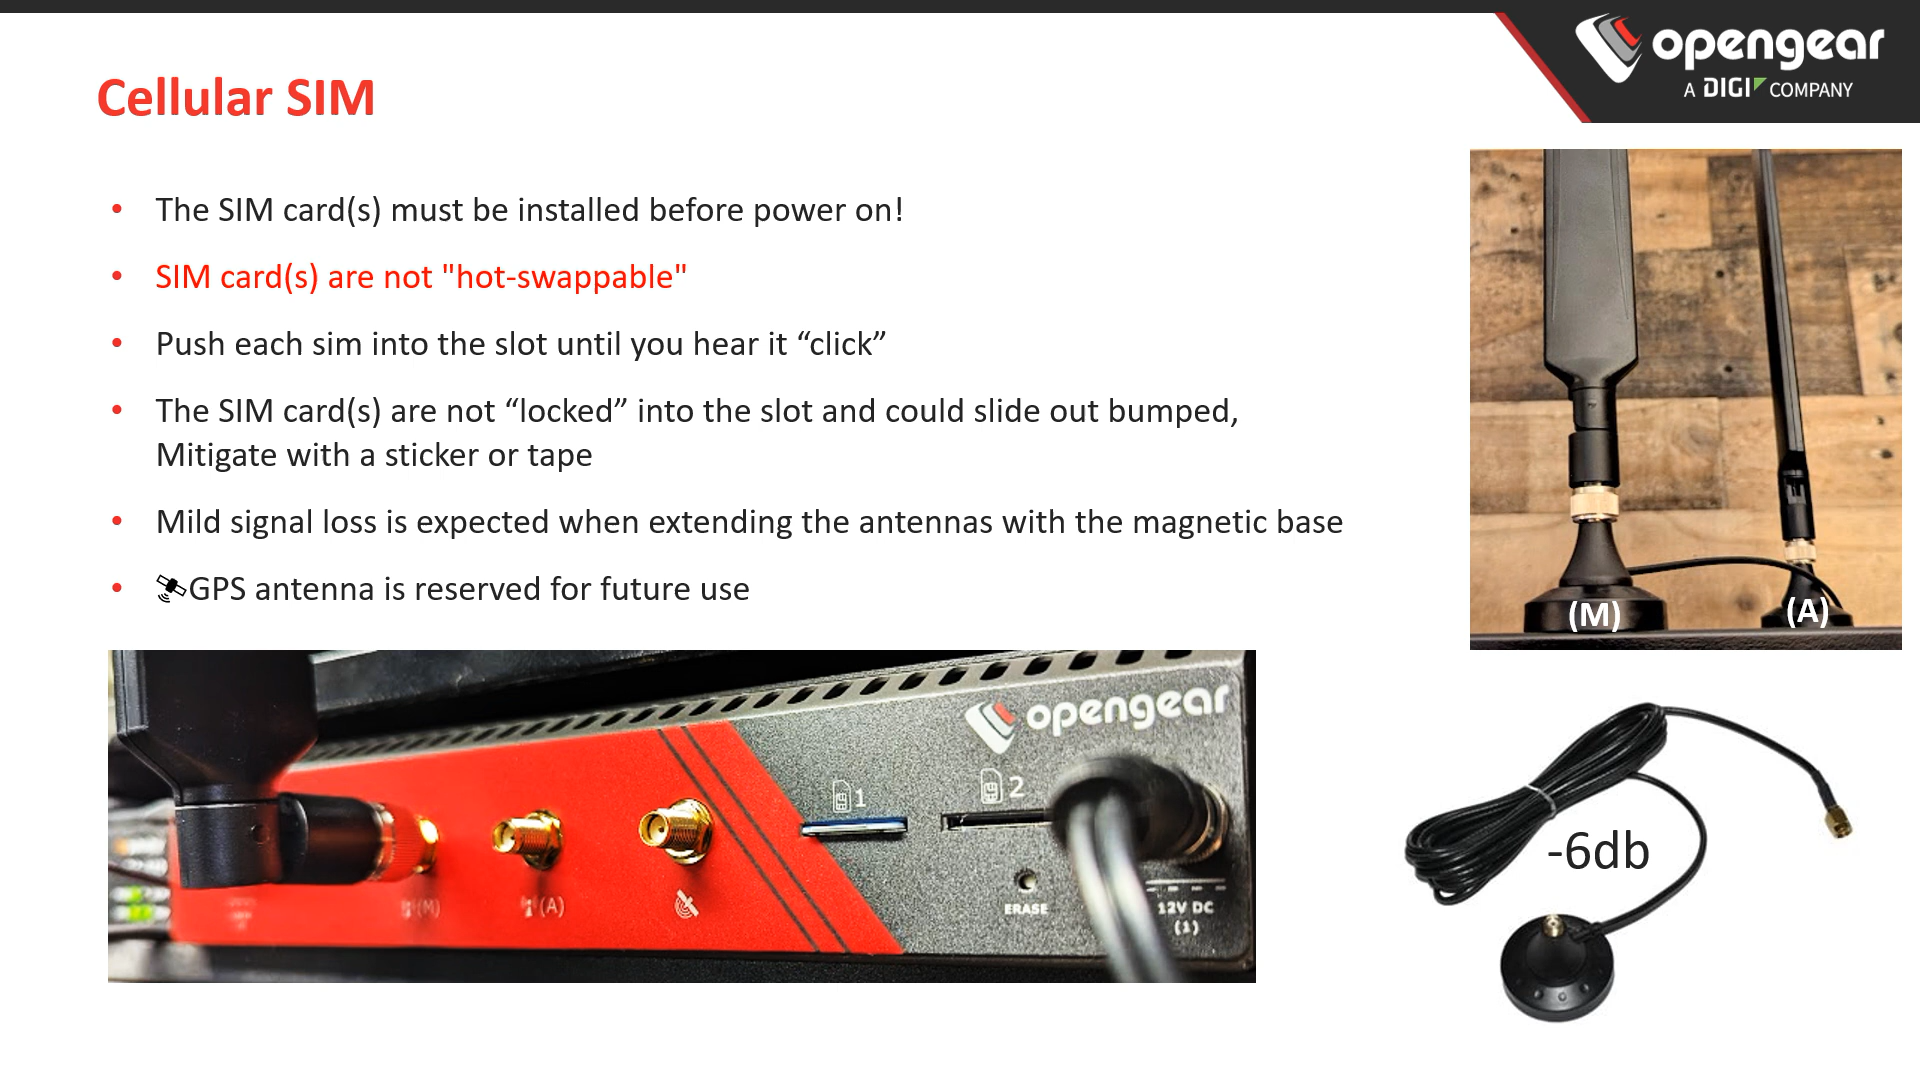 opengear
A DIGI COMPANY
Cellular SIM
• The SIM card(s) must be installed before power on!
• SIM card(s) are not "hot-swappable"
• Push each sim into the slot until you hear it “click”
• The SIM card(s) are not “locked” into the slot and could slide out bumped,
Mitigate with a sticker or tape
• Mild signal loss is expected when extending the antennas with the magnetic base
• GPS antenna is reserved for future use
(M)
(A)
opengear
1
2
(M)
(A)
ERASE
12V DC
(1)
-6db